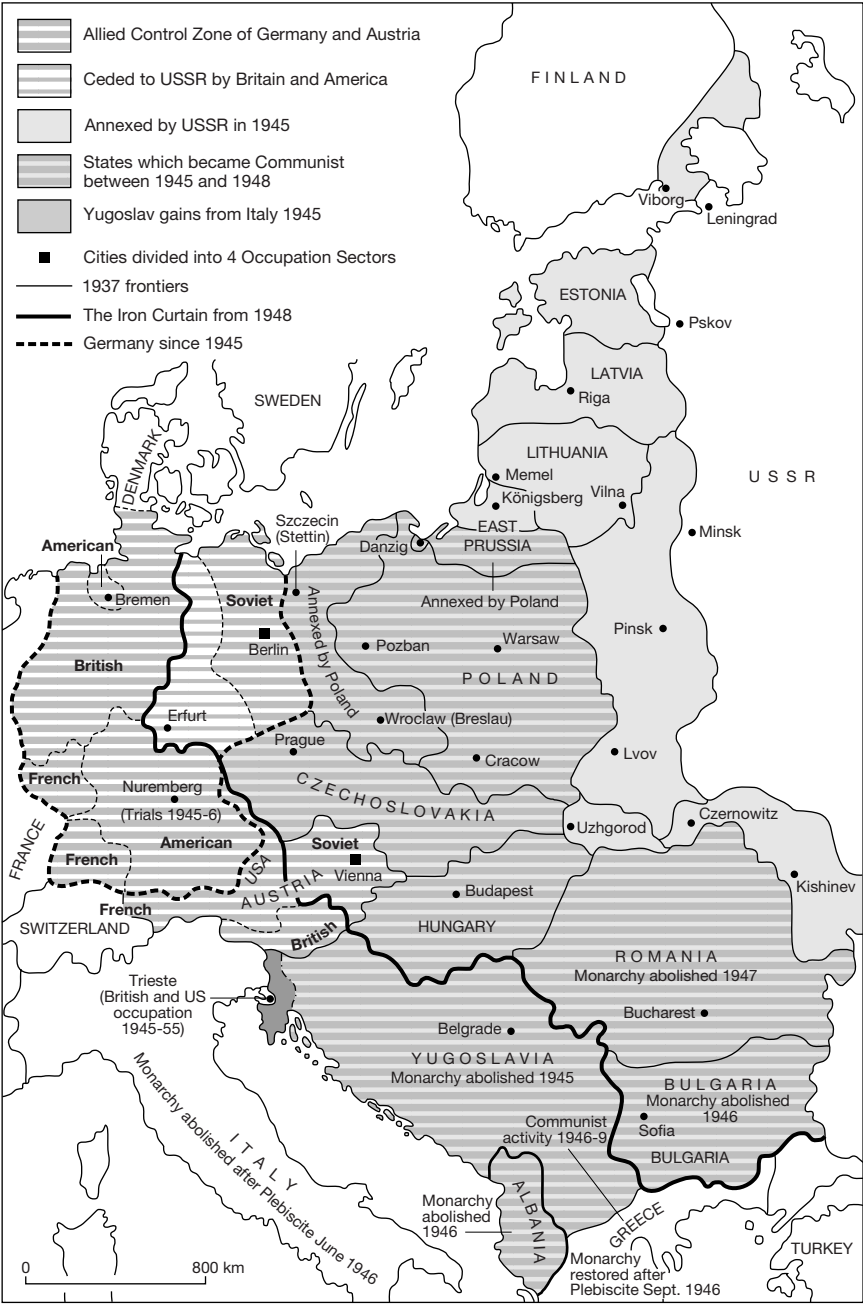 Allied Control Zone of Germany and Austria
Ceded to USSR by Britain and America
Annexed by USSR in 1945
States which became Communist
between 1945 and 1948
Yugoslav gains from Italy 1945
Cities divided into 4 Occupation Sectors
1937 frontiers
The Iron Curtain from 1948
Germany since 1945
FINLAND
Viborg
Leningrad
ESTONIA
Pskov
LATVIA
Riga
SWEDEN
DENMARK
LITHUANIA
Memel
Königsberg
Vilna
USSR
Minsk
EAST
PRUSSIA
Szczecin
(Stettin)
Danzig
American
Bremen
Soviet
Berlin
Annexed by Poland
Annexed by Poland
Pinsk
Pozban
Warsaw
British
POLAND
Erfurt
Wroclaw (Breslau)
Prague
Cracow
Lvov
French
Nuremberg
(Trials 1945-6)
CZECHOSLOVAKIA
Uzhgorod
Czernowitz
FRANCE
French
American
USA
Soviet
Vienna
AUSTRIA
Kishinev
Budapest
French
SWITZERLAND
British
HUNGARY
ROMANIA
Monarchy abolished 1947
Trieste
(British and US
occupation
1945-55)
Bucharest
Belgrade
YUGOSLAVIA
Monarchy abolished 1945
BULGARIA
Monarchy abolished
1946
Sofia
BULGARIA
Communist
activity 1946-9
ITALY
Monarchy abolished after Plebiscite June 1946
Monarchy
abolished
1946
ALBANIA
GREECE
Monarchy
restored after
Plebiscite Sept. 1946
TURKEY
0 800 km